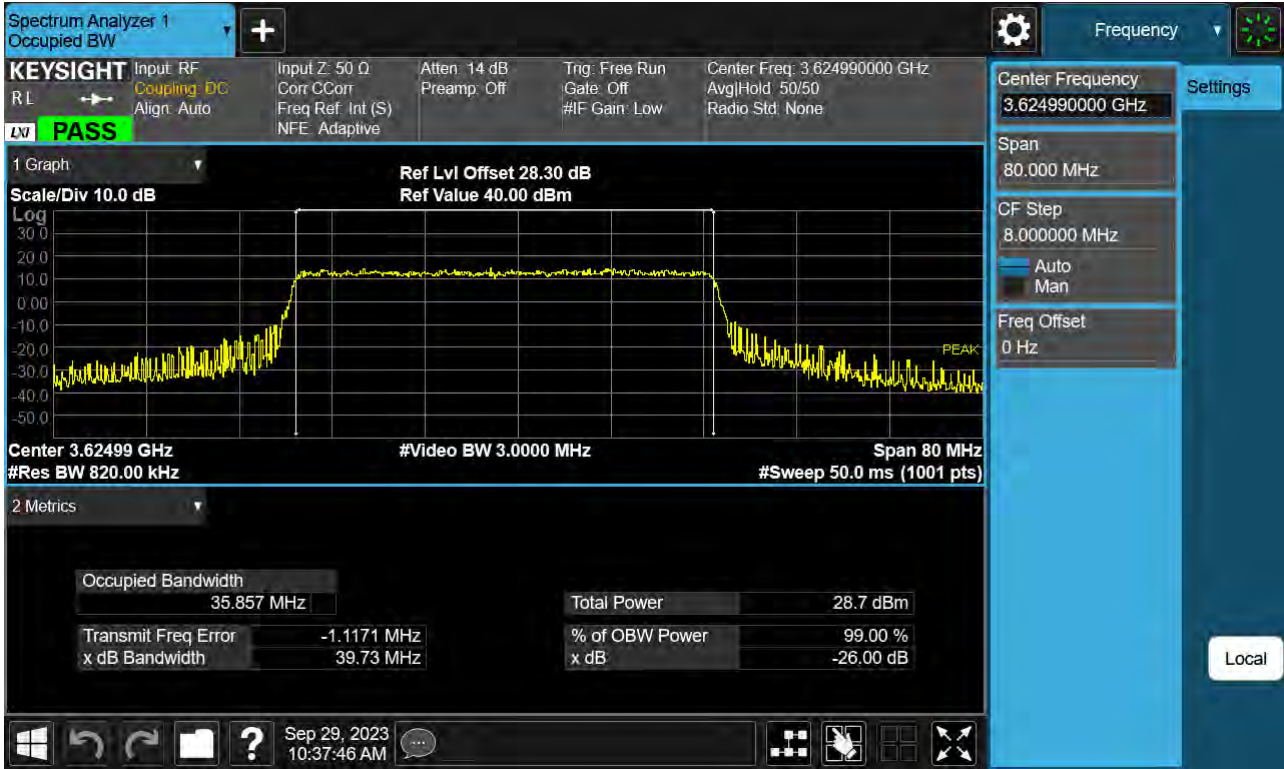 Spectrum Analyzer 1
Occupied BW
+
Frequency
KEYSIGHT
RL
LXI PASS
Input: RF
Coupling: DC
Align: Auto
Input Z: 50 Ω
Corr CCorr
Freq Ref: Int (S)
NFE: Adaptive
Atten: 14 dB
Preamp: Off
Trig: Free Run
Gate: Off
#IF Gain: Low
Center Freq: 3.624990000 GHz
Avg|Hold: 50/50
Radio Std: None
1 Graph
Scale/Div 10.0 dB
Ref Lvl Offset 28.30 dB
Ref Value 40.00 dBm
Log
30.0
20.0
10.0
0.00
-10.0
-20.0
-30.0
-40.0
-50.0
PEAK
Center 3.62499 GHz
#Video BW 3.0000 MHz
Span 80 MHz
#Res BW 820.00 kHz
#Sweep 50.0 ms (1001 pts)
2 Metrics
Occupied Bandwidth
35.857 MHz
Total Power 28.7 dBm
Transmit Freq Error -1.1171 MHz
% of OBW Power 99.00 %
x dB Bandwidth 39.73 MHz
x dB -26.00 dB
Center Frequency
3.624990000 GHz
Settings
Span
80.000 MHz
CF Step
8.000000 MHz
Auto
Man
Freq Offset
0 Hz
Local
?
Sep 29, 2023
10:37:46 AM